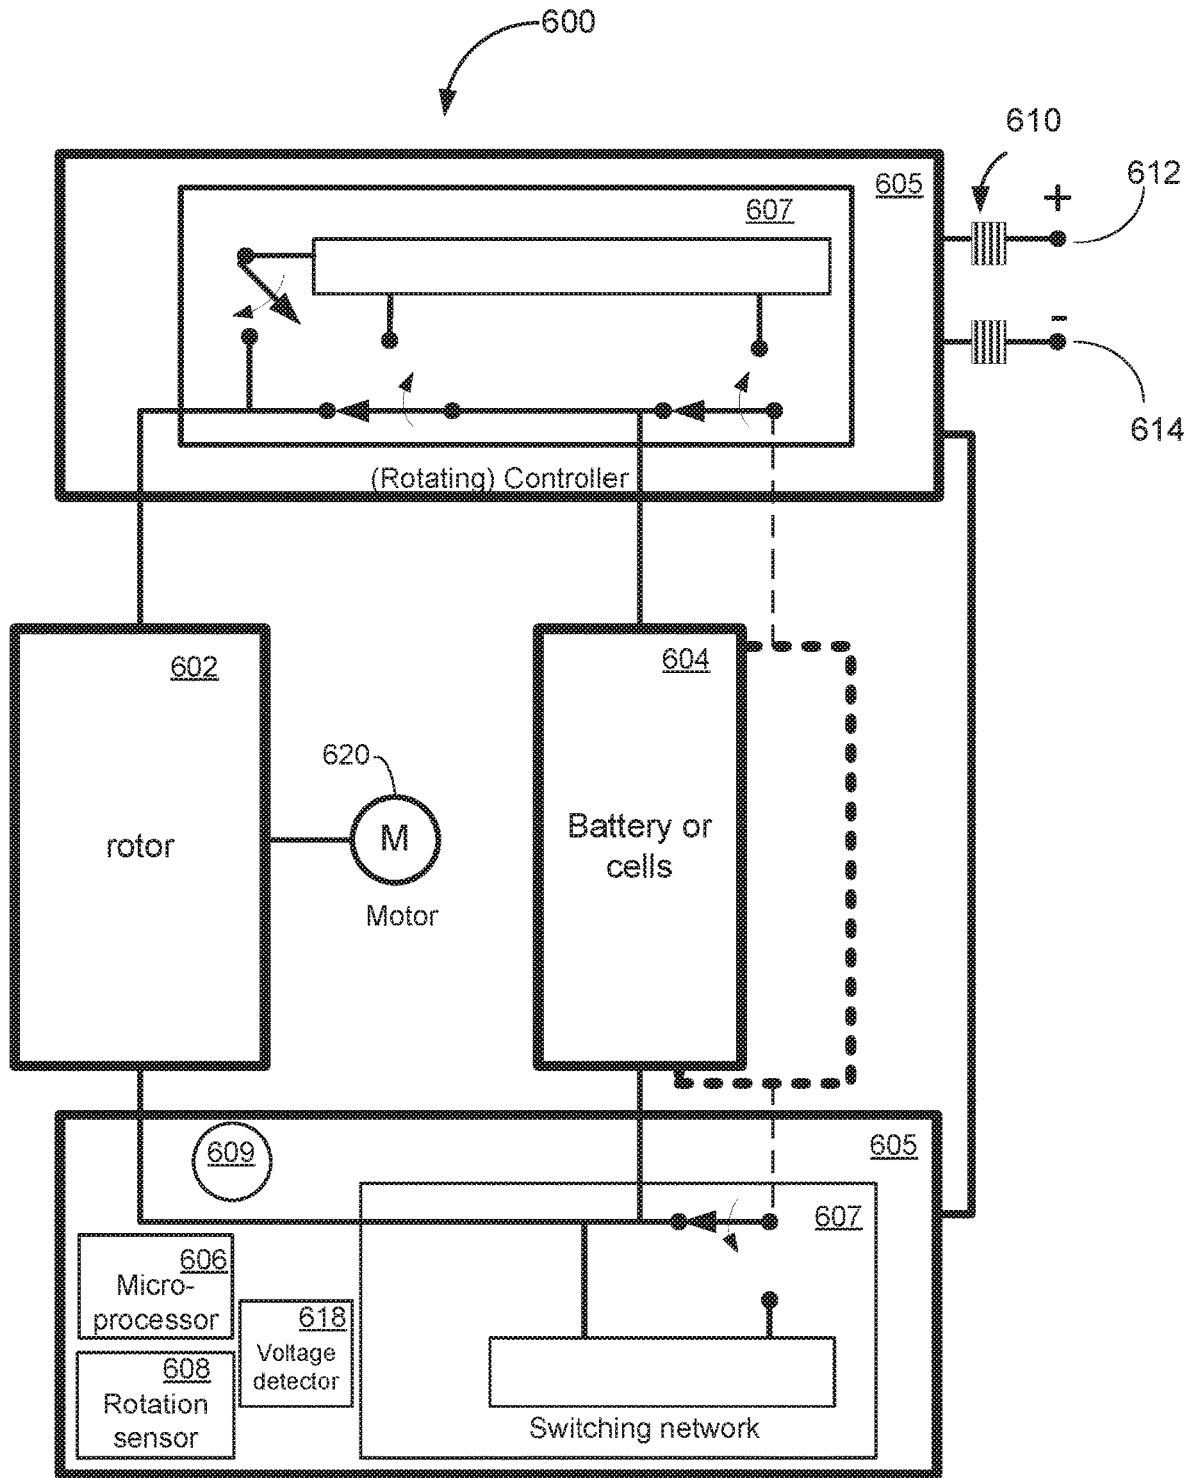 600
610
612
+
605
607
-
614
(Rotating) Controller
602
604
620
M
rotor
Battery or
cells
Motor
609
605
607
606
Micro-
processor
618
Voltage
detector
608
Rotation
sensor
Switching network